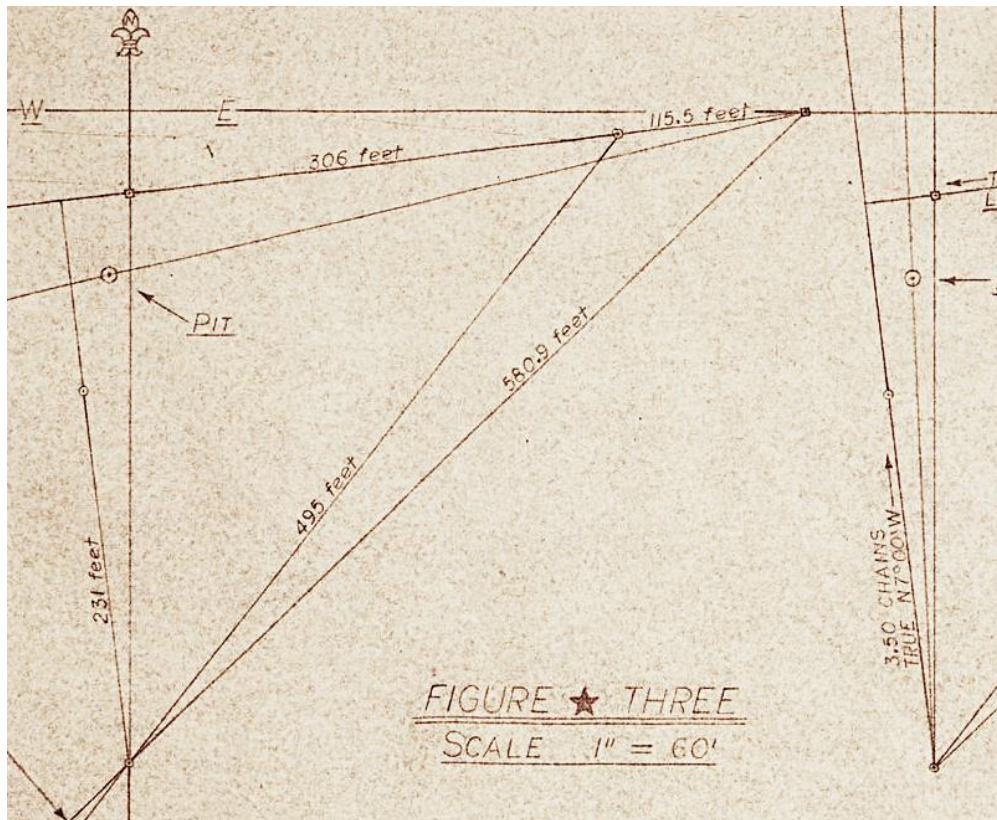 N
W
E
115.5 feet
306 feet
PIT
580.9 feet
495 feet
231 feet
3.50 CHAINS
TRUE N7°00'W
FIGURE ★ THREE
SCALE 1" = 60'